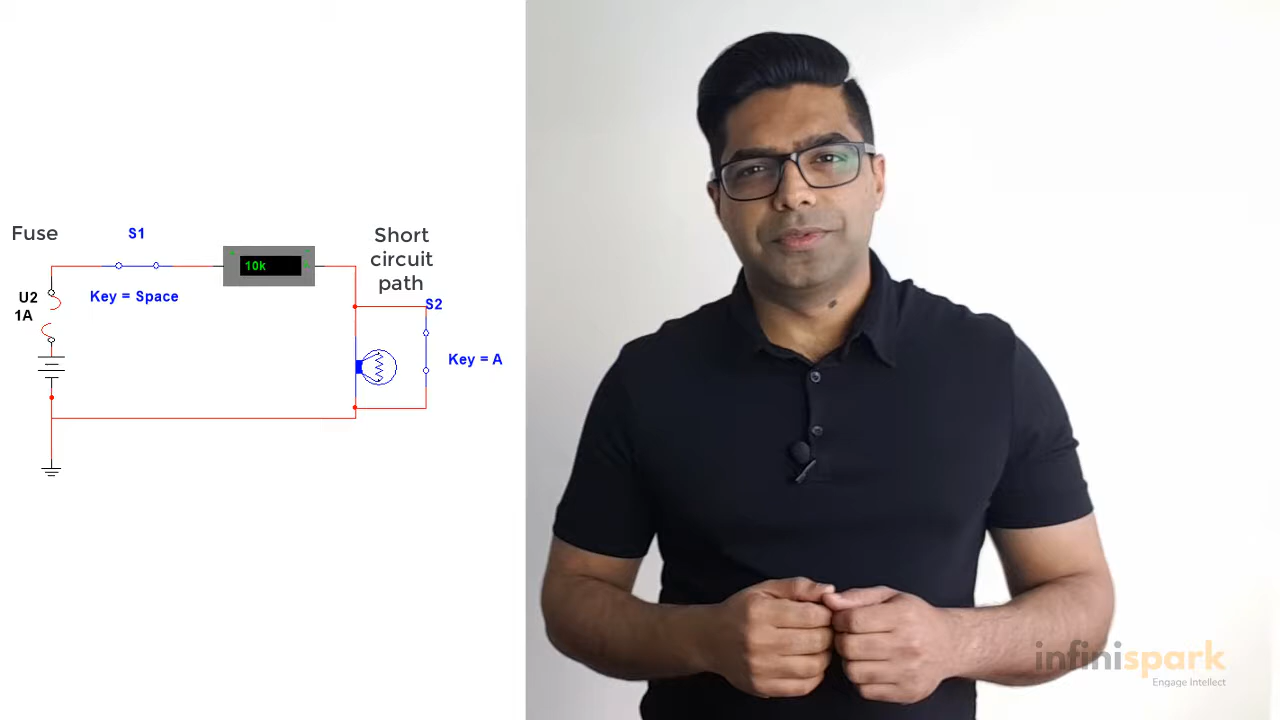 Fuse
S1
10k
Short
circuit
path
U2
1A
Key = Space
S2
Key = A
infinispark
Engage Intellect